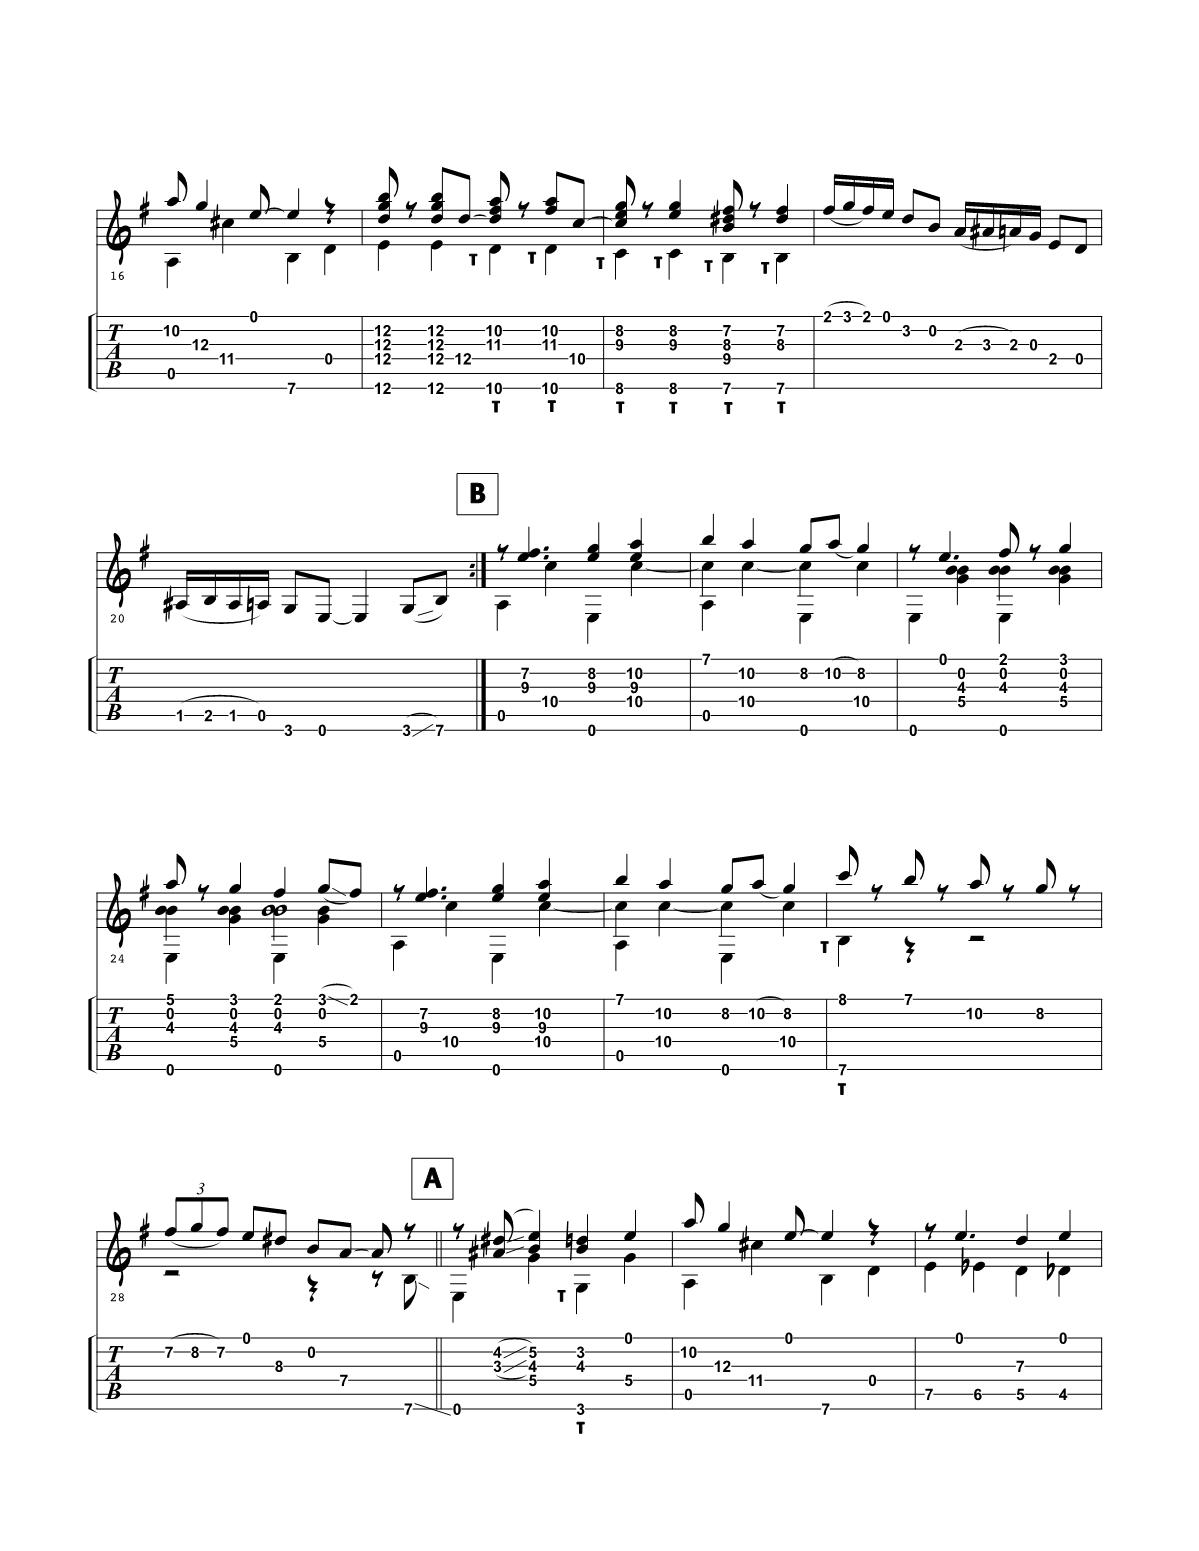 16
0
T 10 12 12 10 10 8 8 7 7 3 0
12 12 12 11 11 9 9 8 8 2 3 2 0
A 11 0 12 12 12 10 9 2 0
B 0
7 12 12 10 10 8 8 7 7
T T T T T T
2 3 2 0
T T T T T T
B
20
7 0 2 3
T 7 8 10 10 8 10 8 0 0 0
9 9 9 4 4 4
A 10 10 10 10 5 5
B 1 2 1 0 0 0
3 0 3 7 0 0 0 0
24
5 3 2 3 2 7 8 7
T 0 0 0 0 7 8 10 10 8 10 8 10 8
4 4 4 9 9 9
A 5 5 10 10 10 10
B 0 0
0 0 0 0 7
T
T
A
3
28
T
0 0 0 0 0
T 7 8 7 0 4 5 3 10
8 3 4 4 12 7
A 7 5 5 11 0
B 0 7 6 5 4
7 0 3 7
T